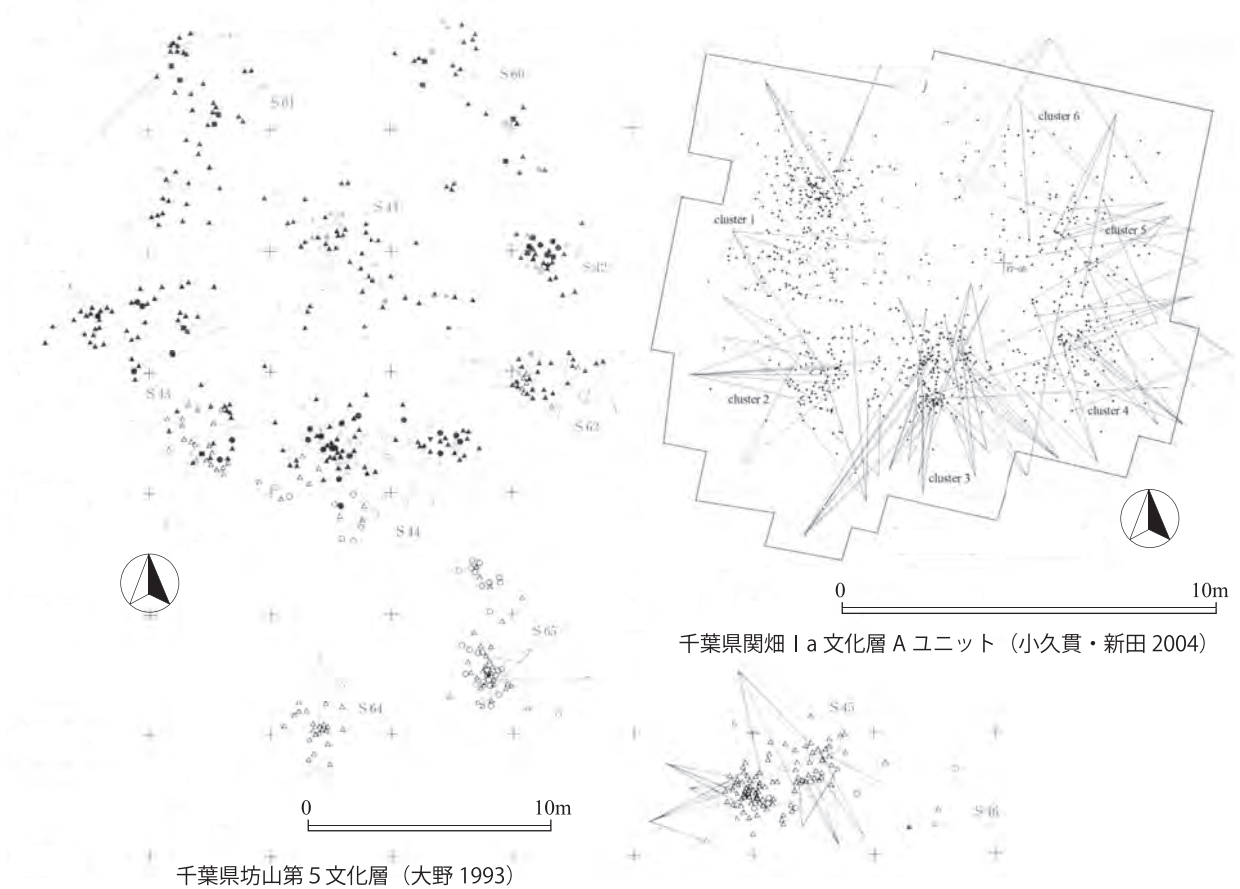 S60
S61
S41
S42
S43
S62
S44
S65
S64
0 10m
千葉県坊山第5文化層（大野 1993）
cluster 6
cluster 1
cluster 5
cluster 2
cluster 4
cluster 3
0 10m
千葉県関畑Ⅰa文化層Aユニット（小久貫・新田 2004）
S45
S46